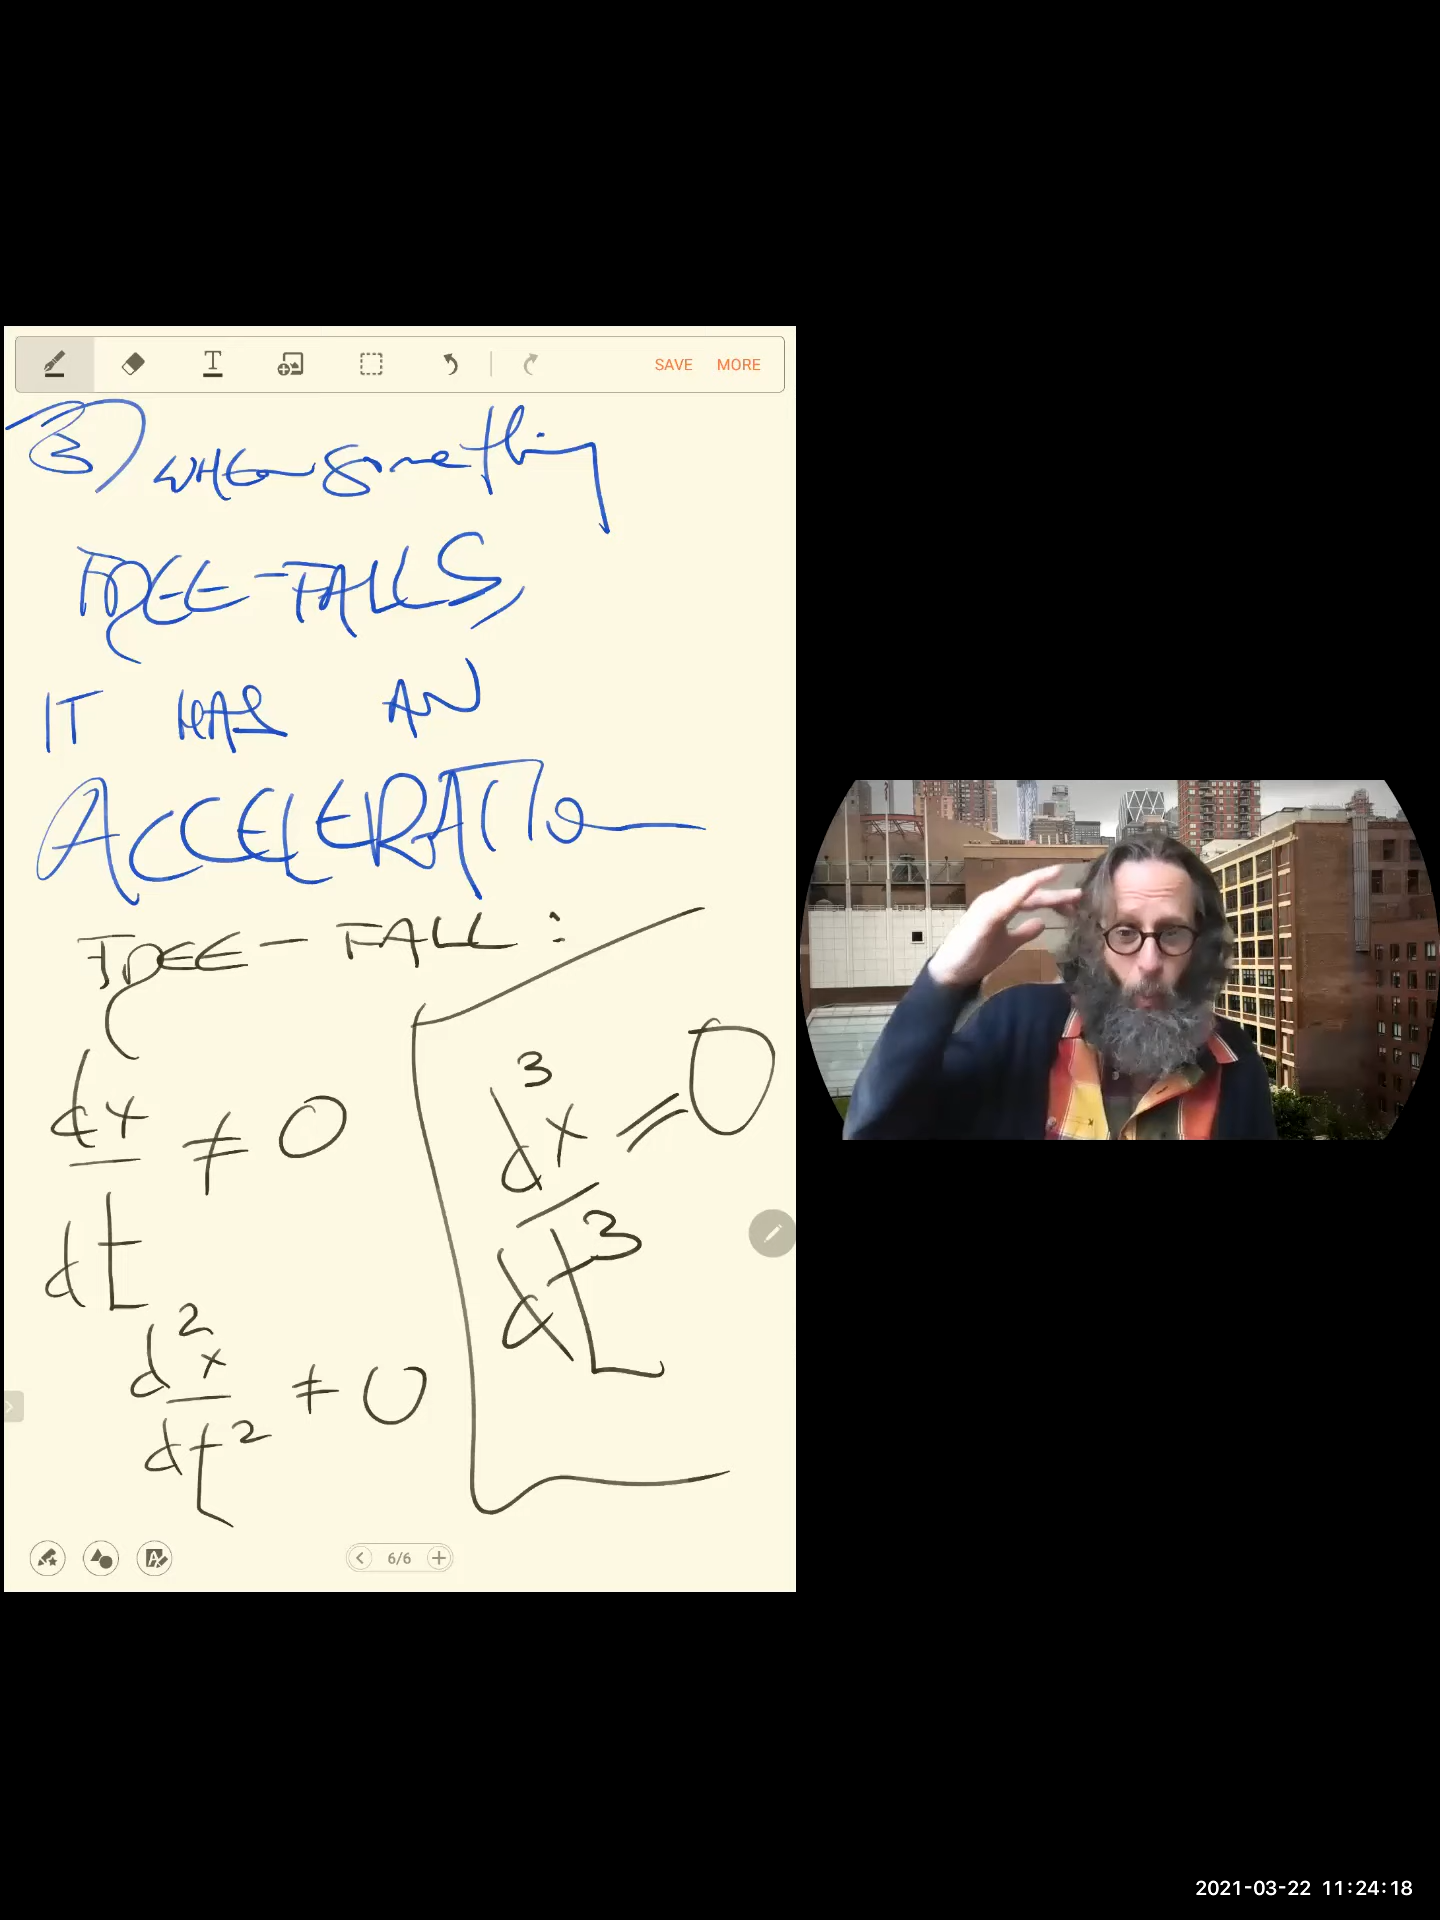 SAVE MORE
3) WHEN something
FREE-FALLS,
IT HAS AN
ACCELERATION
FREE-FALL:
dx/dt ≠ 0
d²x/dt² ≠ 0
d³x/dt³ = 0
6/6
2021-03-22 11:24:18